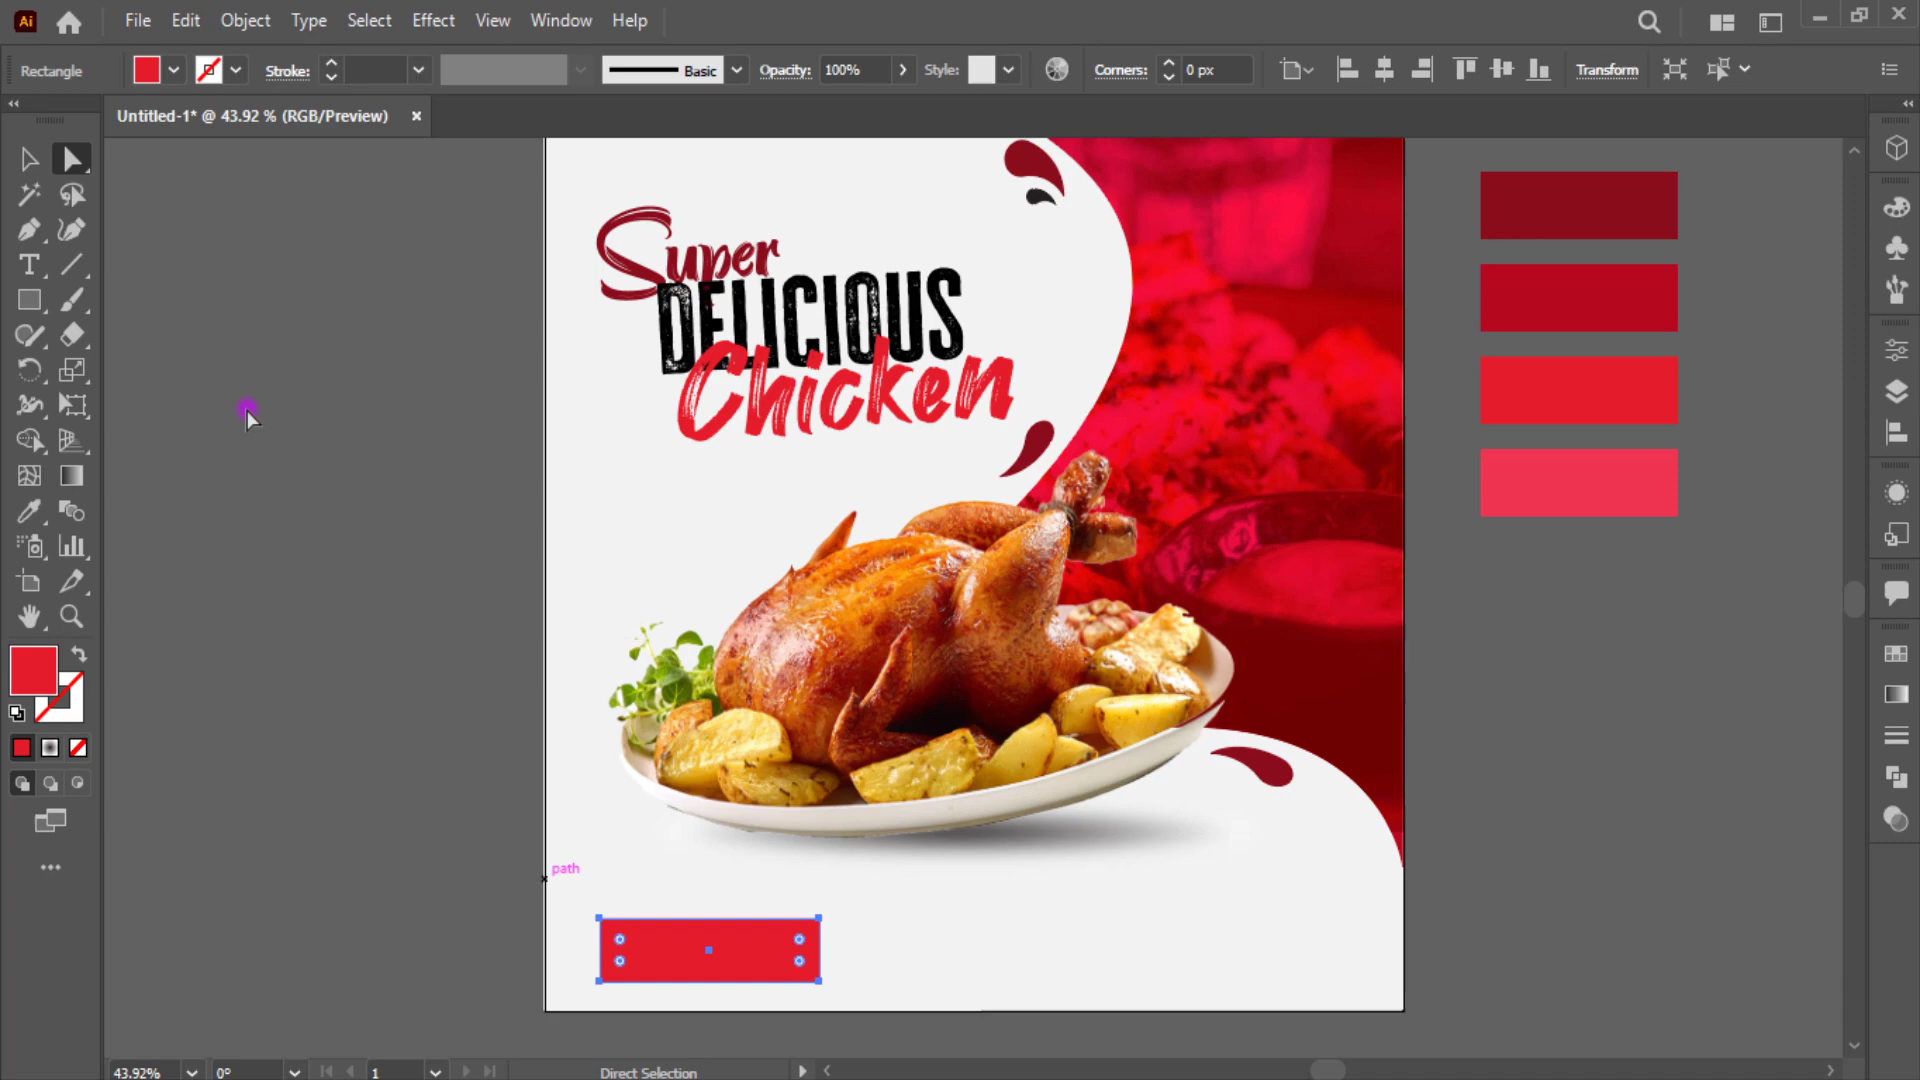 Ai File Edit Object Type Select Effect View Window Help
Rectangle Stroke: Basic Opacity: 100% Style: Corners: 0 px Transform
Untitled-1* @ 43.92 % (RGB/Preview) ×
Super
DELICIOUS
Chicken
path
43.92% 0° 1 Direct Selection